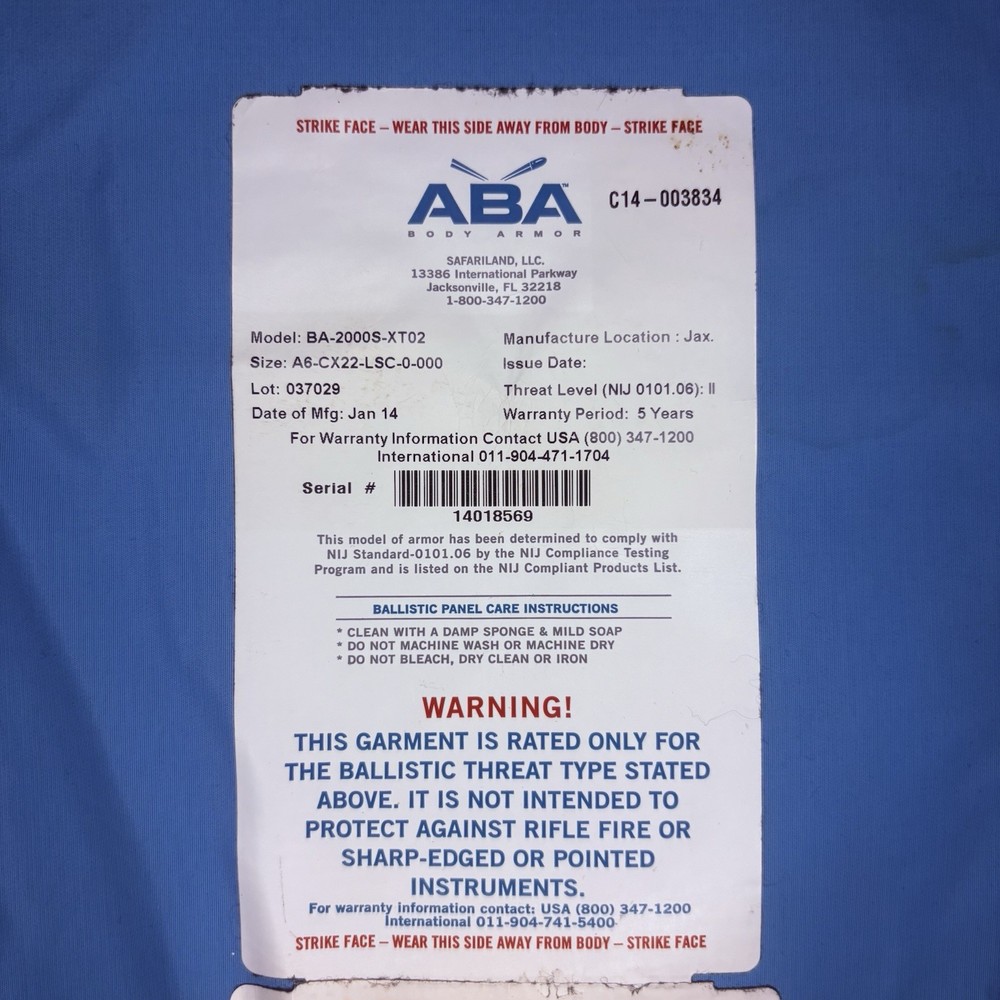 STRIKE FACE – WEAR THIS SIDE AWAY FROM BODY – STRIKE FACE
ABA™
C14-003834
BODY ARMOR
SAFARILAND, LLC.
13386 International Parkway
Jacksonville, FL 32218
1-800-347-1200
Model: BA-2000S-XT02
Manufacture Location : Jax.
Size: A6-CX22-LSC-0-000
Issue Date:
Lot: 037029
Threat Level (NIJ 0101.06): II
Date of Mfg: Jan 14
Warranty Period: 5 Years
For Warranty Information Contact USA (800) 347-1200
International 011-904-471-1704
Serial #
14018569
This model of armor has been determined to comply with
NIJ Standard-0101.06 by the NIJ Compliance Testing
Program and is listed on the NIJ Compliant Products List.
BALLISTIC PANEL CARE INSTRUCTIONS
* CLEAN WITH A DAMP SPONGE & MILD SOAP
* DO NOT MACHINE WASH OR MACHINE DRY
* DO NOT BLEACH, DRY CLEAN OR IRON
WARNING!
THIS GARMENT IS RATED ONLY FOR
THE BALLISTIC THREAT TYPE STATED
ABOVE. IT IS NOT INTENDED TO
PROTECT AGAINST RIFLE FIRE OR
SHARP-EDGED OR POINTED
INSTRUMENTS.
For warranty information contact: USA (800) 347-1200
International 011-904-741-5400
STRIKE FACE – WEAR THIS SIDE AWAY FROM BODY – STRIKE FACE